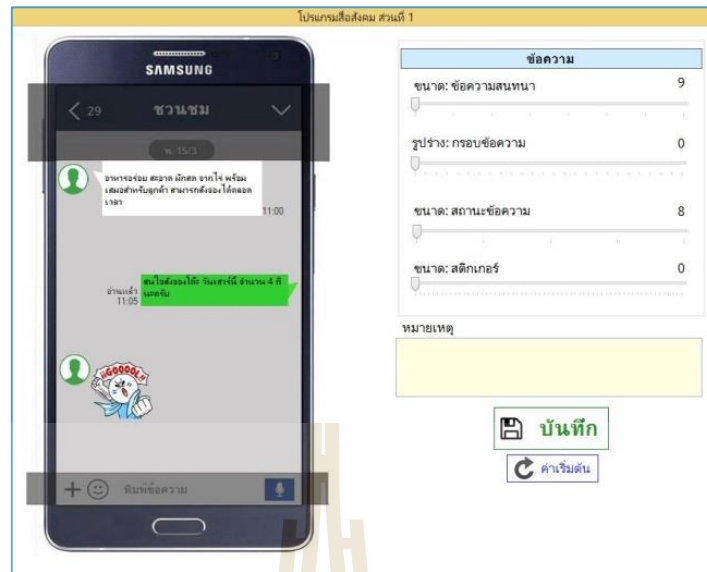 โปรแกรมสื่อสังคม ส่วนที่ 1
SAMSUNG
29 ชวนชม
พ. 15/3
อาหารอร่อย สะอาด ผักสด จากไร่ พร้อม
เสมอสำหรับลูกค้า สามารถสั่งจองได้ตลอด
เวลา
11:00
สนใจสั่งจองโต๊ะ วันเสาร์นี้ จำนวน 4 ที่
นะครับ
อ่านแล้ว
11:05
!!GOOOOL!!
พิมพ์ข้อความ
ข้อความ
ขนาด: ข้อความสนทนา 9
รูปร่าง: กรอบข้อความ 0
ขนาด: สถานะข้อความ 8
ขนาด: สติกเกอร์ 0
หมายเหตุ
บันทึก
ค่าเริ่มต้น